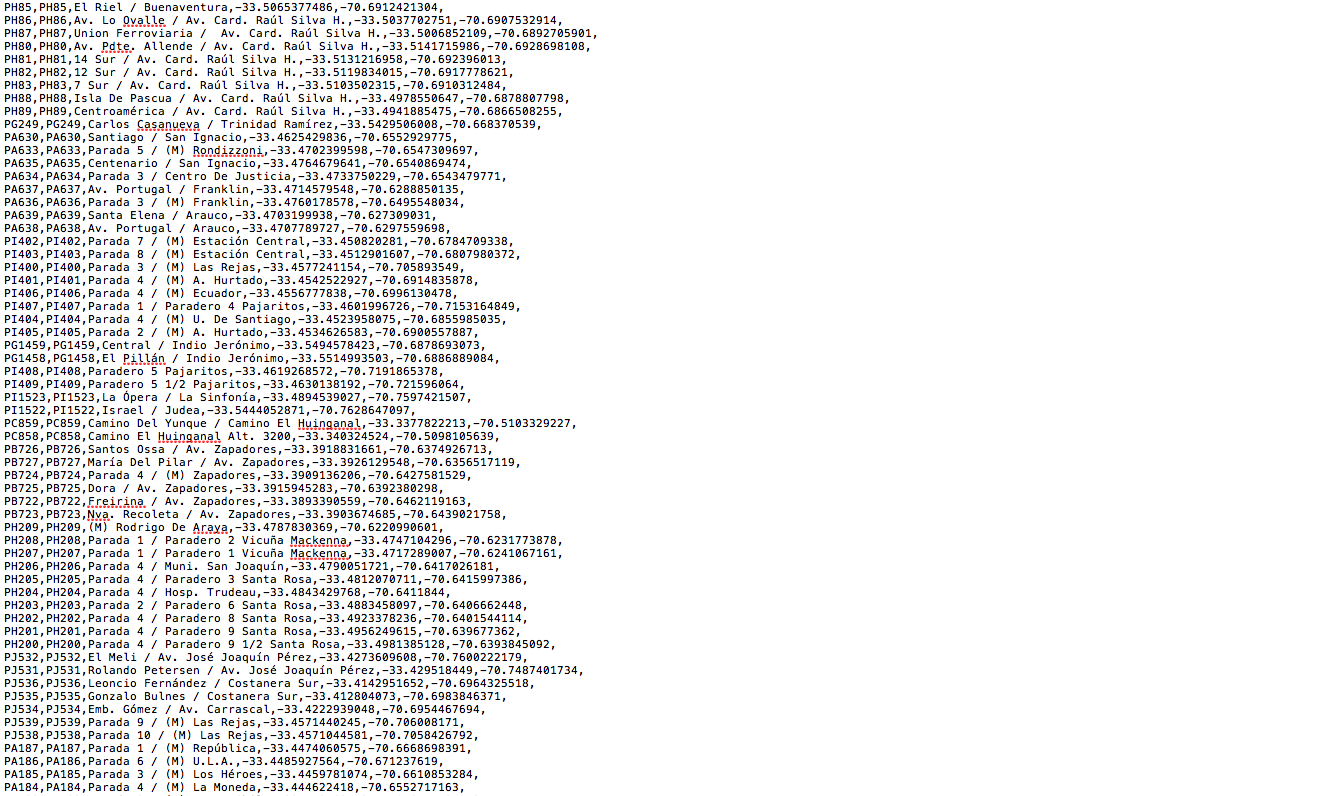 PH85,PH85,El Riel / Buenaventura,-33.5065377486,-70.6912421304,
PH86,PH86,Av. Lo Ovalle / Av. Card. Raúl Silva H.,-33.5037702751,-70.6907532914,
PH87,PH87,Union Ferroviaria /  Av. Card. Raúl Silva H.,-33.5006852109,-70.6892705901,
PH80,PH80,Av. Pdte. Allende / Av. Card. Raúl Silva H.,-33.5141715986,-70.6928698108,
PH81,PH81,14 Sur / Av. Card. Raúl Silva H.,-33.5131216958,-70.692396013,
PH82,PH82,12 Sur / Av. Card. Raúl Silva H.,-33.5119834015,-70.6917778621,
PH83,PH83,7 Sur / Av. Card. Raúl Silva H.,-33.5103502315,-70.6910312484,
PH88,PH88,Isla De Pascua / Av. Card. Raúl Silva H.,-33.4978550647,-70.6878807798,
PH89,PH89,Centroamérica / Av. Card. Raúl Silva H.,-33.4941885475,-70.6866508255,
PG249,PG249,Carlos Casanueva / Trinidad Ramírez,-33.5429506008,-70.668370539,
PA630,PA630,Santiago / San Ignacio,-33.4625429836,-70.6552929775,
PA633,PA633,Parada 5 / (M) Rondizzoni,-33.4702399598,-70.6547309697,
PA635,PA635,Centenario / San Ignacio,-33.4764679641,-70.6540869474,
PA634,PA634,Parada 3 / Centro De Justicia,-33.4733750229,-70.6543479771,
PA637,PA637,Av. Portugal / Franklin,-33.4714579548,-70.6288850135,
PA636,PA636,Parada 3 / (M) Franklin,-33.4760178578,-70.6495548034,
PA639,PA639,Santa Elena / Arauco,-33.4703199938,-70.627309031,
PA638,PA638,Av. Portugal / Arauco,-33.4707789727,-70.6297559698,
PI402,PI402,Parada 7 / (M) Estación Central,-33.450820281,-70.6784709338,
PI403,PI403,Parada 8 / (M) Estación Central,-33.4512901607,-70.6807980372,
PI400,PI400,Parada 3 / (M) Las Rejas,-33.4577241154,-70.705893549,
PI401,PI401,Parada 4 / (M) A. Hurtado,-33.4542522927,-70.6914835878,
PI406,PI406,Parada 4 / (M) Ecuador,-33.4556777838,-70.6996130478,
PI407,PI407,Parada 1 / Paradero 4 Pajaritos,-33.4601996726,-70.7153164849,
PI404,PI404,Parada 4 / (M) U. De Santiago,-33.4523958075,-70.6855985035,
PI405,PI405,Parada 2 / (M) A. Hurtado,-33.4534626583,-70.6900557887,
PG1459,PG1459,Central / Indio Jerónimo,-33.5494578423,-70.6878693073,
PG1458,PG1458,El Pillán / Indio Jerónimo,-33.5514993503,-70.6886889084,
PI408,PI408,Paradero 5 Pajaritos,-33.4619268572,-70.7191865378,
PI409,PI409,Paradero 5 1/2 Pajaritos,-33.4630138192,-70.721596064,
PI1523,PI1523,La Ópera / La Sinfonía,-33.4894539027,-70.7597421507,
PI1522,PI1522,Israel / Judea,-33.5444052871,-70.7628647097,
PC859,PC859,Camino Del Yunque / Camino El Huinganal,-33.3377822213,-70.5103329227,
PC858,PC858,Camino El Huinganal Alt. 3200,-33.340324524,-70.5098105639,
PB726,PB726,Santos Ossa / Av. Zapadores,-33.3918831661,-70.6374926713,
PB727,PB727,María Del Pilar / Av. Zapadores,-33.3926129548,-70.6356517119,
PB724,PB724,Parada 4 / (M) Zapadores,-33.3909136206,-70.6427581529,
PB725,PB725,Dora / Av. Zapadores,-33.3915945283,-70.6392380298,
PB722,PB722,Freirina / Av. Zapadores,-33.3893390559,-70.6462119163,
PB723,PB723,Nva. Recoleta / Av. Zapadores,-33.3903674685,-70.6439021758,
PH209,PH209,(M) Rodrigo De Araya,-33.4787830369,-70.6220990601,
PH208,PH208,Parada 1 / Paradero 2 Vicuña Mackenna,-33.4747104296,-70.6231773878,
PH207,PH207,Parada 1 / Paradero 1 Vicuña Mackenna,-33.4717289007,-70.6241067161,
PH206,PH206,Parada 4 / Muni. San Joaquín,-33.4790051721,-70.6417026181,
PH205,PH205,Parada 4 / Paradero 3 Santa Rosa,-33.4812070711,-70.6415997386,
PH204,PH204,Parada 4 / Hosp. Trudeau,-33.4843429768,-70.6411844,
PH203,PH203,Parada 2 / Paradero 6 Santa Rosa,-33.4883458097,-70.6406662448,
PH202,PH202,Parada 4 / Paradero 8 Santa Rosa,-33.4923378236,-70.6401544114,
PH201,PH201,Parada 4 / Paradero 9 Santa Rosa,-33.4956249615,-70.639677362,
PH200,PH200,Parada 4 / Paradero 9 1/2 Santa Rosa,-33.4981385128,-70.6393845092,
PJ532,PJ532,El Meli / Av. José Joaquín Pérez,-33.4273609608,-70.7600222179,
PJ531,PJ531,Rolando Petersen / Av. José Joaquín Pérez,-33.429518449,-70.7487401734,
PJ536,PJ536,Leoncio Fernández / Costanera Sur,-33.4142951652,-70.6964325518,
PJ535,PJ535,Gonzalo Bulnes / Costanera Sur,-33.412804073,-70.6983846371,
PJ534,PJ534,Emb. Gómez / Av. Carrascal,-33.4222939048,-70.6954467694,
PJ539,PJ539,Parada 9 / (M) Las Rejas,-33.4571440245,-70.706008171,
PJ538,PJ538,Parada 10 / (M) Las Rejas,-33.4571044581,-70.7058426792,
PA187,PA187,Parada 1 / (M) República,-33.4474060575,-70.6668698391,
PA186,PA186,Parada 6 / (M) U.L.A.,-33.4485927564,-70.671237619,
PA185,PA185,Parada 3 / (M) Los Héroes,-33.4459781074,-70.6610853284,
PA184,PA184,Parada 4 / (M) La Moneda,-33.444622418,-70.6552717163,